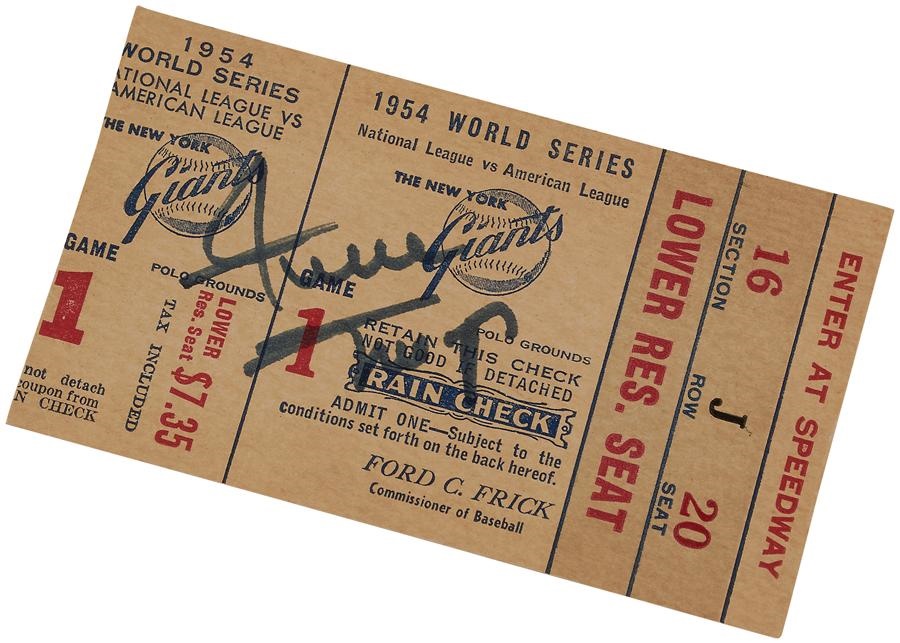 1954
WORLD SERIES
ATIONAL LEAGUE VS
AMERICAN LEAGUE
THE NEW YORK
Giants
GAME
1
POLO GROUNDS
TAX INCLUDED
LOWER
Res. Seat $7.35
not detach
coupon from
N CHECK
1954 WORLD SERIES
National League vs American League
THE NEW YORK
Giants
GAME
1
POLO GROUNDS
RETAIN THIS CHECK
NOT GOOD IF DETACHED
RAIN CHECK
ADMIT ONE—Subject to the
conditions set forth on the back hereof.
FORD C. FRICK
Commissioner of Baseball
LOWER RES. SEAT
16
SECTION
J
ROW
20
SEAT
ENTER AT SPEEDWAY